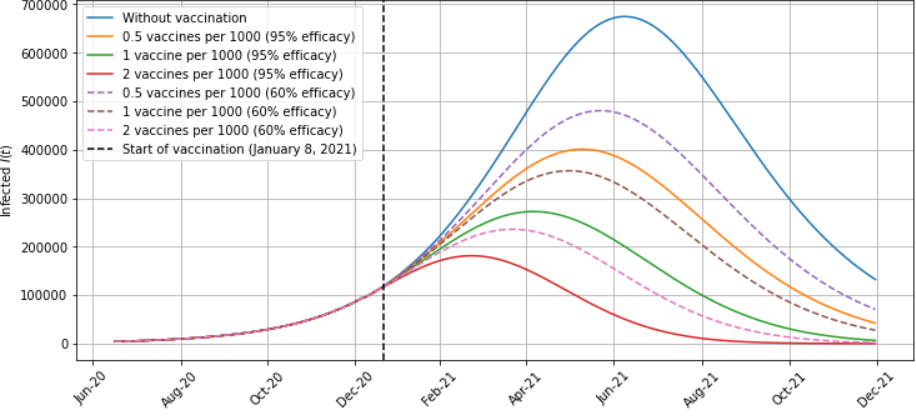 700000
600000
500000
400000
300000
200000
100000
0
Infected I(t)
Without vaccination
0.5 vaccines per 1000 (95% efficacy)
1 vaccine per 1000 (95% efficacy)
2 vaccines per 1000 (95% efficacy)
0.5 vaccines per 1000 (60% efficacy)
1 vaccine per 1000 (60% efficacy)
2 vaccines per 1000 (60% efficacy)
Start of vaccination (January 8, 2021)
Jun-20
Aug-20
Oct-20
Dec-20
Feb-21
Apr-21
Jun-21
Aug-21
Oct-21
Dec-21